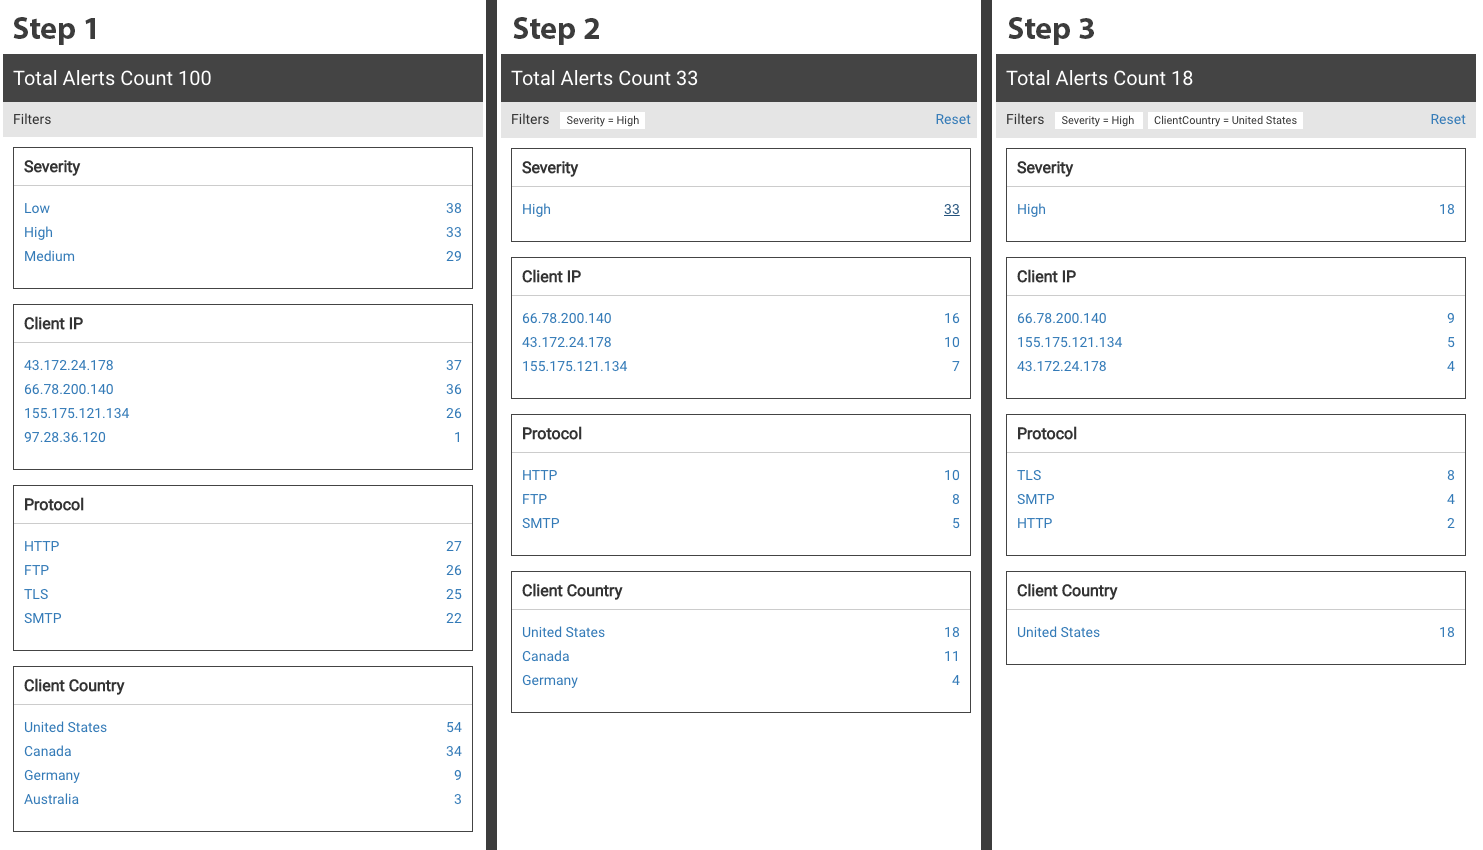 Step 1
Total Alerts Count 100
Filters
Severity
Low 38
High 33
Medium 29
Client IP
43.172.24.178 37
66.78.200.140 36
155.175.121.134 26
97.28.36.120 1
Protocol
HTTP 27
FTP 26
TLS 25
SMTP 22
Client Country
United States 54
Canada 34
Germany 9
Australia 3
Step 2
Total Alerts Count 33
Filters Severity = High Reset
Severity
High 33
Client IP
66.78.200.140 16
43.172.24.178 10
155.175.121.134 7
Protocol
HTTP 10
FTP 8
SMTP 5
Client Country
United States 18
Canada 11
Germany 4
Step 3
Total Alerts Count 18
Filters Severity = High ClientCountry = United States Reset
Severity
High 18
Client IP
66.78.200.140 9
155.175.121.134 5
43.172.24.178 4
Protocol
TLS 8
SMTP 4
HTTP 2
Client Country
United States 18